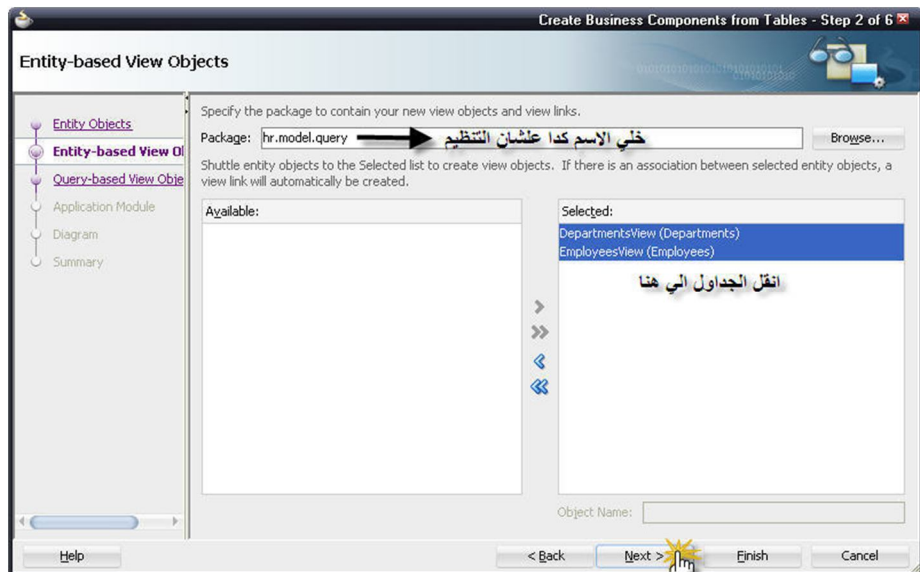 Create Business Components from Tables - Step 2 of 6
Entity-based View Objects
Entity Objects
Entity-based View Ol
Query-based View Obje
Application Module
Diagram
Summary
Specify the package to contain your new view objects and view links.
Package: hr.model.query خلي الاسم كدا علشان التنظيم Browse...
Shuttle entity objects to the Selected list to create view objects. If there is an association between selected entity objects, a
view link will automatically be created.
Available:
Selected:
DepartmentsView (Departments)
EmployeesView (Employees)
انقل الجداول الي هنا
Object Name:
Help < Back Next > Finish Cancel